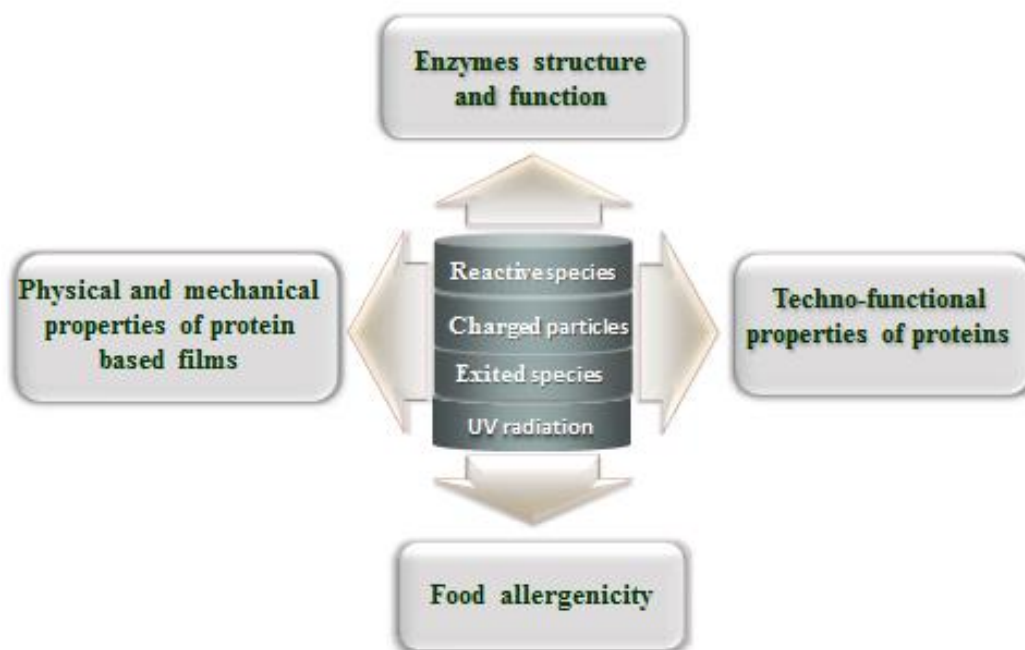 Enzymes structure
and function
Physical and mechanical
properties of protein
based films
Reactive species
Charged particles
Exited species
UV radiation
Techno-functional
properties of proteins
Food allergenicity